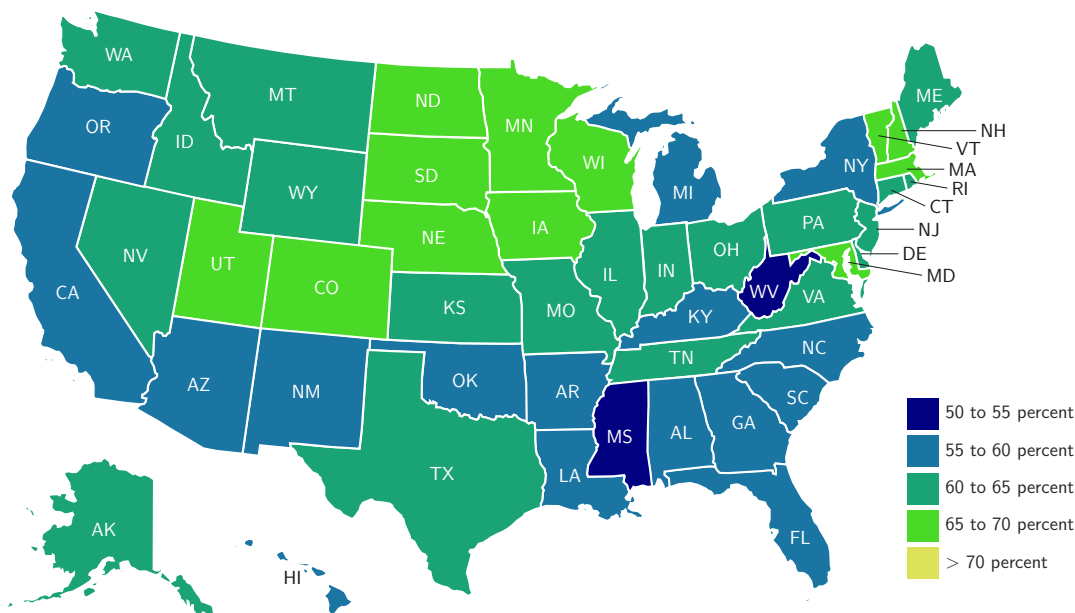 WA
MT
ND
MN
ME
OR
ID
SD
WI
NH
VT
WY
MI
NY
MA
RI
NE
IA
CT
NV
UT
PA
NJ
CO
IL
IN
OH
DE
MD
CA
KS
MO
WV
VA
KY
AZ
NM
OK
AR
TN
NC
SC
MS
AL
GA
TX
LA
AK
FL
HI
50 to 55 percent
55 to 60 percent
60 to 65 percent
65 to 70 percent
> 70 percent